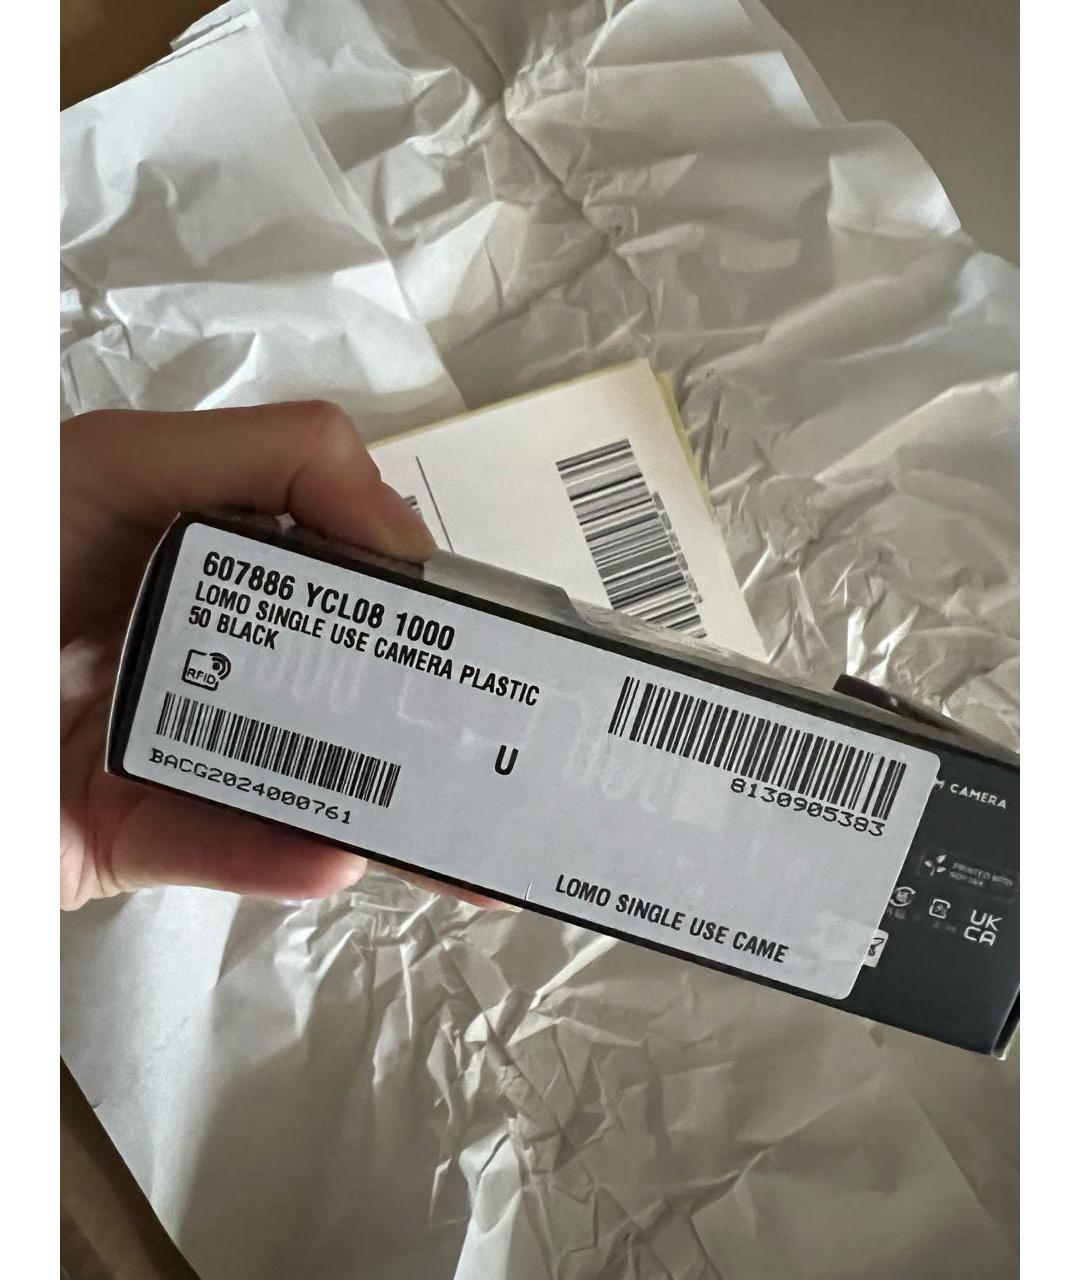 607886 YCL08 1000
LOMO SINGLE USE CAMERA PLASTIC
50 BLACK
RFID
U
BACG2024000761
8130905383
LOMO SINGLE USE CAME
M CAMERA
PRINTED WITH
UK
CA